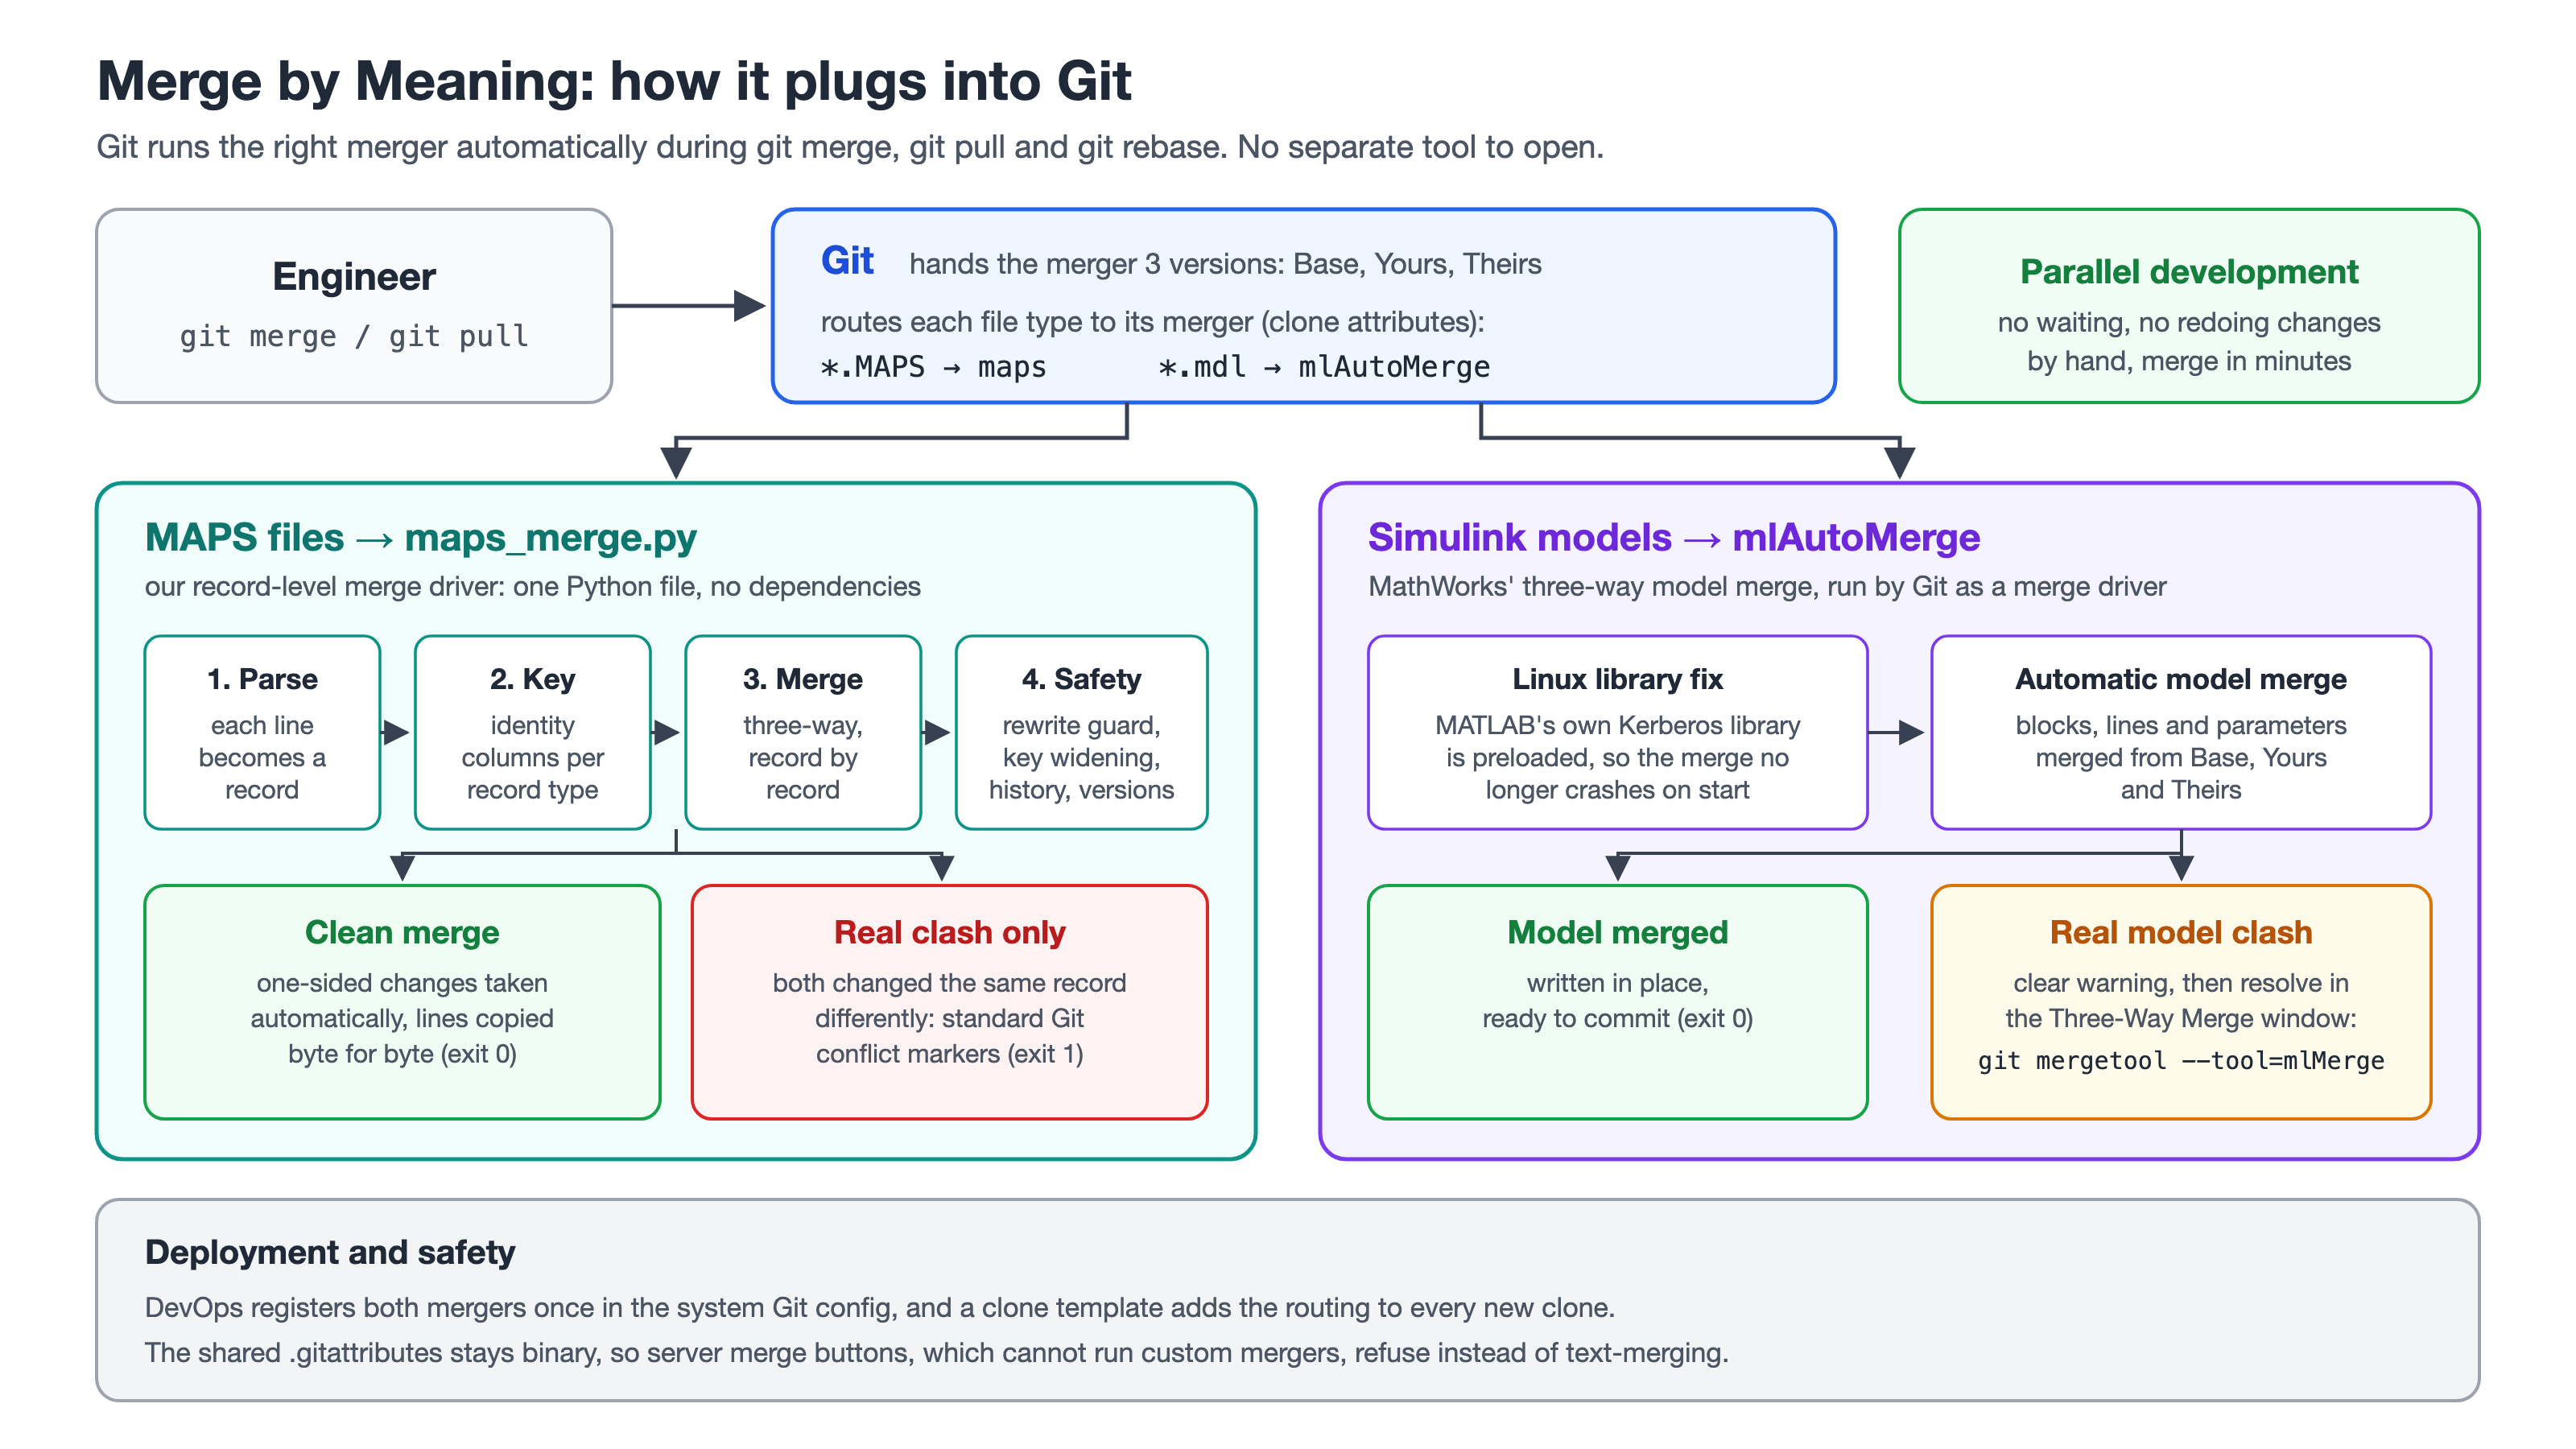 Merge by Meaning: how it plugs into Git
Git runs the right merger automatically during git merge, git pull and git rebase. No separate tool to open.
Engineer
git merge / git pull
Git hands the merger 3 versions: Base, Yours, Theirs
routes each file type to its merger (clone attributes):
*.MAPS → maps *.mdl → mlAutoMerge
Parallel development
no waiting, no redoing changes
by hand, merge in minutes
MAPS files → maps_merge.py
our record-level merge driver: one Python file, no dependencies
1. Parse
each line
becomes a
record
2. Key
identity
columns per
record type
3. Merge
three-way,
record by
record
4. Safety
rewrite guard,
key widening,
history, versions
Clean merge
one-sided changes taken
automatically, lines copied
byte for byte (exit 0)
Real clash only
both changed the same record
differently: standard Git
conflict markers (exit 1)
Simulink models → mlAutoMerge
MathWorks' three-way model merge, run by Git as a merge driver
Linux library fix
MATLAB's own Kerberos library
is preloaded, so the merge no
longer crashes on start
Automatic model merge
blocks, lines and parameters
merged from Base, Yours
and Theirs
Model merged
written in place,
ready to commit (exit 0)
Real model clash
clear warning, then resolve in
the Three-Way Merge window:
git mergetool --tool=mlMerge
Deployment and safety
DevOps registers both mergers once in the system Git config, and a clone template adds the routing to every new clone.
The shared .gitattributes stays binary, so server merge buttons, which cannot run custom mergers, refuse instead of text-merging.